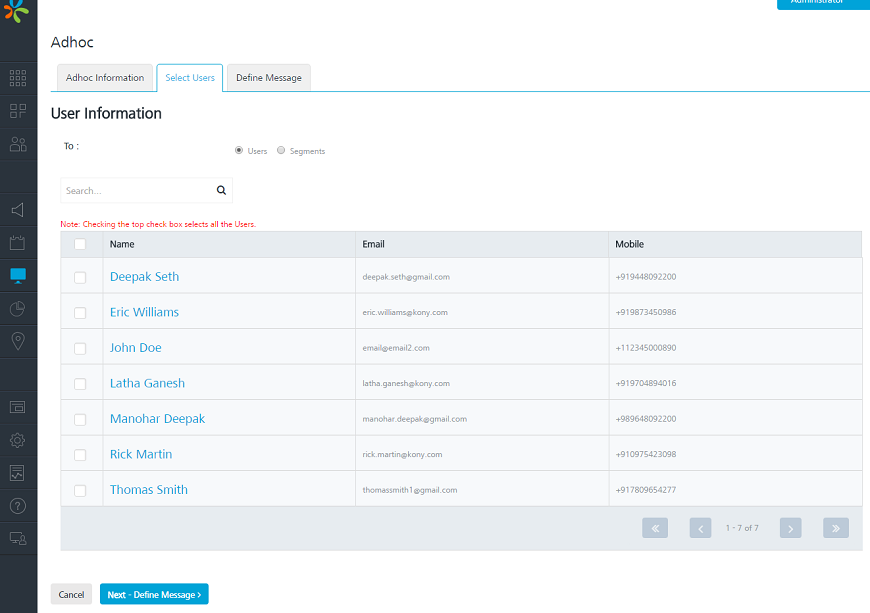 Administrator
Adhoc
Adhoc Information Select Users Define Message
User Information
To : Users Segments
Search...
Note: Checking the top check box selects all the Users.
Name Email Mobile
Deepak Seth deepak.seth@gmail.com +919448092200
Eric Williams eric.williams@kony.com +919873450986
John Doe email@email2.com +112345000890
Latha Ganesh latha.ganesh@kony.com +919704894016
Manohar Deepak manohar.deepak@gmail.com +989648092200
Rick Martin rick.martin@kony.com +910975423098
Thomas Smith thomassmith1@gmail.com +917809654277
« ‹ 1 - 7 of 7 › »
Cancel Next - Define Message ›